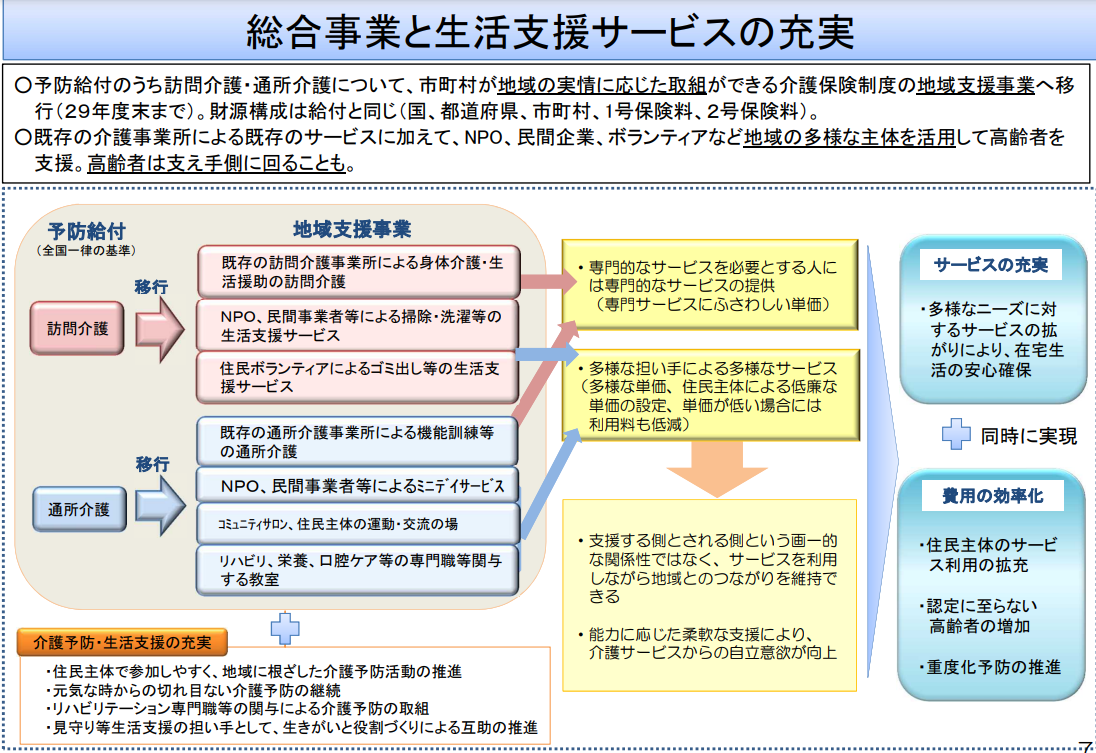 総合事業と生活支援サービスの充実
○予防給付のうち訪問介護・通所介護について、市町村が地域の実情に応じた取組ができる介護保険制度の地域支援事業へ移
行（29年度末まで）。財源構成は給付と同じ（国、都道府県、市町村、1号保険料、2号保険料）。
○既存の介護事業所による既存のサービスに加えて、NPO、民間企業、ボランティアなど地域の多様な主体を活用して高齢者を
支援。高齢者は支え手側に回ることも。
予防給付
（全国一律の基準）
地域支援事業
移行
訪問介護
既存の訪問介護事業所による身体介護・生
活援助の訪問介護
NPO、民間事業者等による掃除・洗濯等の
生活支援サービス
住民ボランティアによるゴミ出し等の生活支
援サービス
移行
通所介護
既存の通所介護事業所による機能訓練等
の通所介護
NPO、民間事業者等によるミニデイサービス
コミュニティサロン、住民主体の運動・交流の場
リハビリ、栄養、口腔ケア等の専門職等関与
する教室
介護予防・生活支援の充実
・住民主体で参加しやすく、地域に根ざした介護予防活動の推進
・元気な時からの切れ目ない介護予防の継続
・リハビリテーション専門職等の関与による介護予防の取組
・見守り等生活支援の担い手として、生きがいと役割づくりによる互助の推進
・専門的なサービスを必要とする人に
は専門的なサービスの提供
（専門サービスにふさわしい単価）
・多様な担い手による多様なサービス
（多様な単価、住民主体による低廉な
単価の設定、単価が低い場合には
利用料も低減）
・支援する側とされる側という画一的
な関係性ではなく、サービスを利用
しながら地域とのつながりを維持で
きる
・能力に応じた柔軟な支援により、
介護サービスからの自立意欲が向上
サービスの充実
・多様なニーズに対
するサービスの拡
がりにより、在宅生
活の安心確保
同時に実現
費用の効率化
・住民主体のサービ
ス利用の拡充
・認定に至らない
高齢者の増加
・重度化予防の推進
7